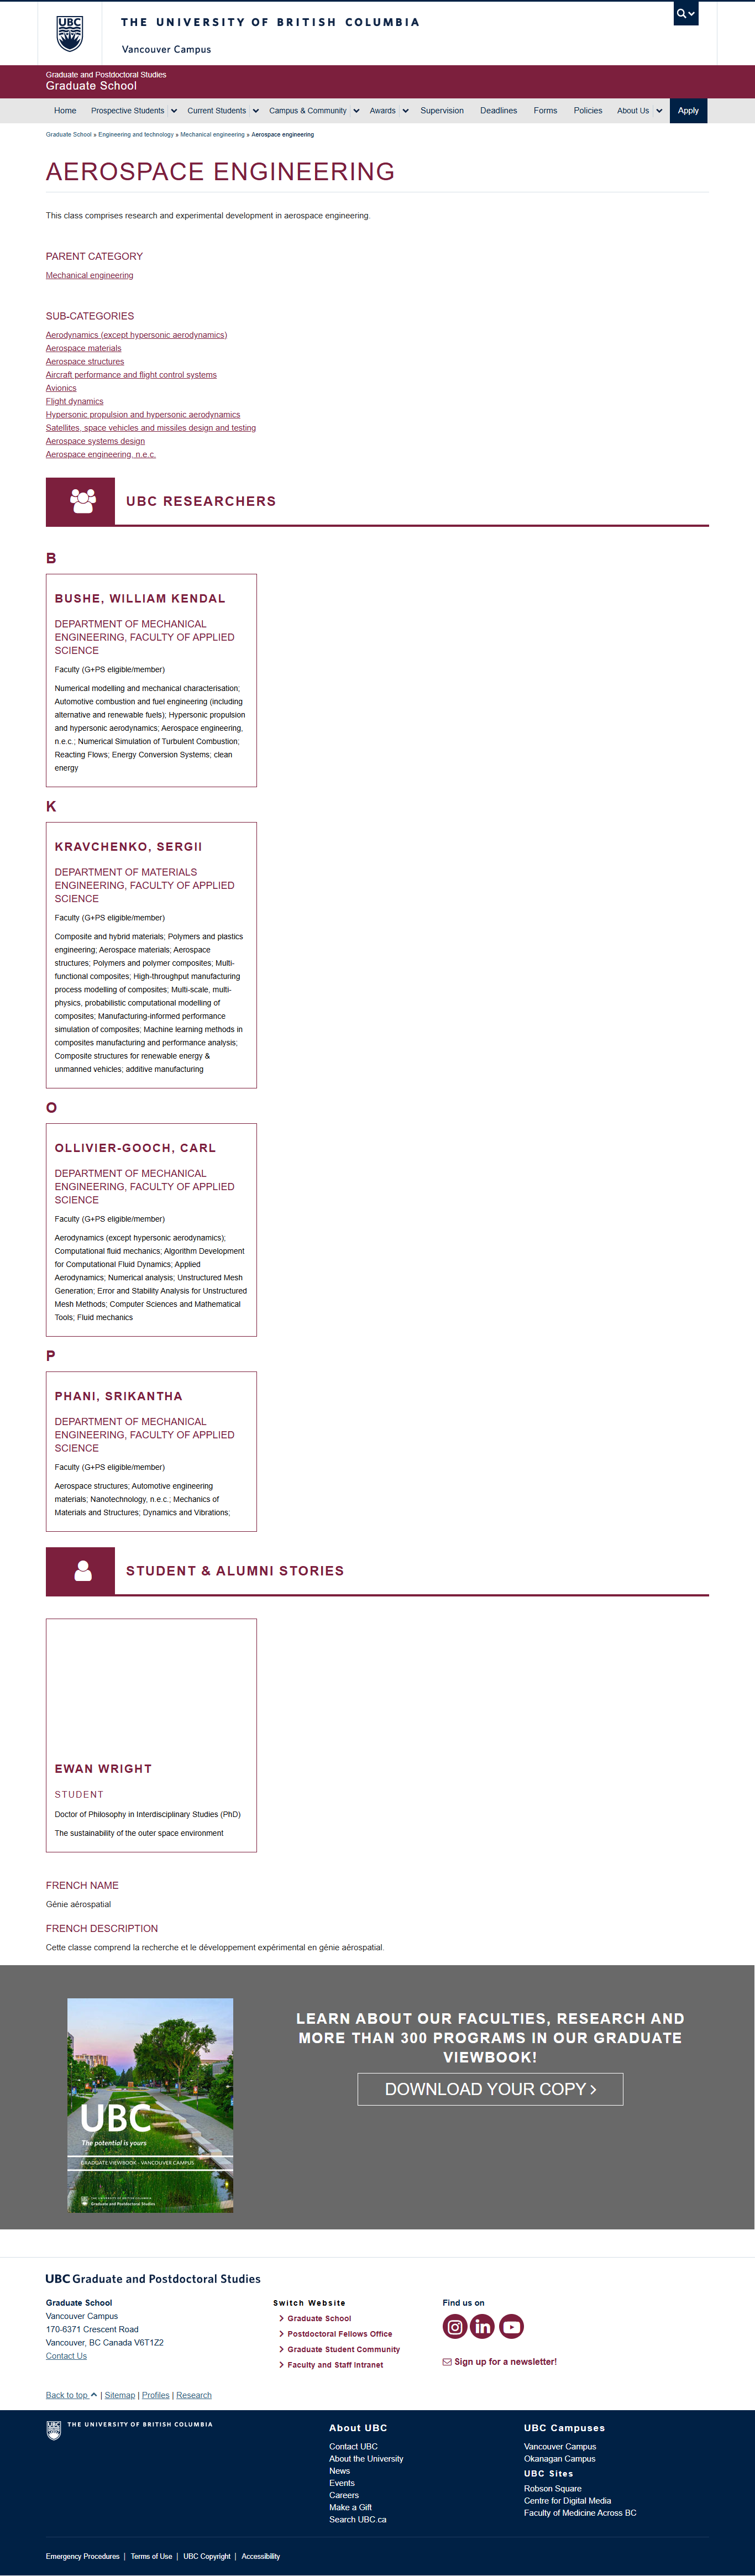 UBC
THE UNIVERSITY OF BRITISH COLUMBIA
Vancouver Campus
Graduate and Postdoctoral Studies
Graduate School
Home Prospective Students Current Students Campus & Community Awards Supervision Deadlines Forms Policies About Us Apply
Graduate School » Engineering and technology » Mechanical engineering » Aerospace engineering
AEROSPACE ENGINEERING
This class comprises research and experimental development in aerospace engineering.
PARENT CATEGORY
Mechanical engineering
SUB-CATEGORIES
Aerodynamics (except hypersonic aerodynamics)
Aerospace materials
Aerospace structures
Aircraft performance and flight control systems
Avionics
Flight dynamics
Hypersonic propulsion and hypersonic aerodynamics
Satellites, space vehicles and missiles design and testing
Aerospace systems design
Aerospace engineering, n.e.c.
UBC RESEARCHERS
B
BUSHE, WILLIAM KENDAL
DEPARTMENT OF MECHANICAL
ENGINEERING, FACULTY OF APPLIED
SCIENCE
Faculty (G+PS eligible/member)
Numerical modelling and mechanical characterisation;
Automotive combustion and fuel engineering (including
alternative and renewable fuels); Hypersonic propulsion
and hypersonic aerodynamics; Aerospace engineering,
n.e.c.; Numerical Simulation of Turbulent Combustion;
Reacting Flows; Energy Conversion Systems; clean
energy
K
KRAVCHENKO, SERGII
DEPARTMENT OF MATERIALS
ENGINEERING, FACULTY OF APPLIED
SCIENCE
Faculty (G+PS eligible/member)
Composite and hybrid materials; Polymers and plastics
engineering; Aerospace materials; Aerospace
structures; Polymers and polymer composites; Multi-
functional composites; High-throughput manufacturing
process modelling of composites; Multi-scale, multi-
physics, probabilistic computational modelling of
composites; Manufacturing-informed performance
simulation of composites; Machine learning methods in
composites manufacturing and performance analysis;
Composite structures for renewable energy &
unmanned vehicles; additive manufacturing
O
OLLIVIER-GOOCH, CARL
DEPARTMENT OF MECHANICAL
ENGINEERING, FACULTY OF APPLIED
SCIENCE
Faculty (G+PS eligible/member)
Aerodynamics (except hypersonic aerodynamics);
Computational fluid mechanics; Algorithm Development
for Computational Fluid Dynamics; Applied
Aerodynamics; Numerical analysis; Unstructured Mesh
Generation; Error and Stability Analysis for Unstructured
Mesh Methods; Computer Sciences and Mathematical
Tools; Fluid mechanics
P
PHANI, SRIKANTHA
DEPARTMENT OF MECHANICAL
ENGINEERING, FACULTY OF APPLIED
SCIENCE
Faculty (G+PS eligible/member)
Aerospace structures; Automotive engineering
materials; Nanotechnology, n.e.c.; Mechanics of
Materials and Structures; Dynamics and Vibrations;
STUDENT & ALUMNI STORIES
EWAN WRIGHT
STUDENT
Doctor of Philosophy in Interdisciplinary Studies (PhD)
The sustainability of the outer space environment
FRENCH NAME
Génie aérospatial
FRENCH DESCRIPTION
Cette classe comprend la recherche et le développement expérimental en génie aérospatial.
UBC
The potential is yours
GRADUATE VIEWBOOK - VANCOUVER CAMPUS
THE UNIVERSITY OF BRITISH COLUMBIA
Graduate and Postdoctoral Studies
LEARN ABOUT OUR FACULTIES, RESEARCH AND
MORE THAN 300 PROGRAMS IN OUR GRADUATE
VIEWBOOK!
DOWNLOAD YOUR COPY
UBC Graduate and Postdoctoral Studies
Graduate School
Vancouver Campus
170-6371 Crescent Road
Vancouver, BC Canada V6T1Z2
Contact Us
Switch Website
Graduate School
Postdoctoral Fellows Office
Graduate Student Community
Faculty and Staff intranet
Find us on
Sign up for a newsletter!
Back to top | Sitemap | Profiles | Research
UBC
THE UNIVERSITY OF BRITISH COLUMBIA
About UBC
Contact UBC
About the University
News
Events
Careers
Make a Gift
Search UBC.ca
UBC Campuses
Vancouver Campus
Okanagan Campus
UBC Sites
Robson Square
Centre for Digital Media
Faculty of Medicine Across BC
Emergency Procedures | Terms of Use | UBC Copyright | Accessibility